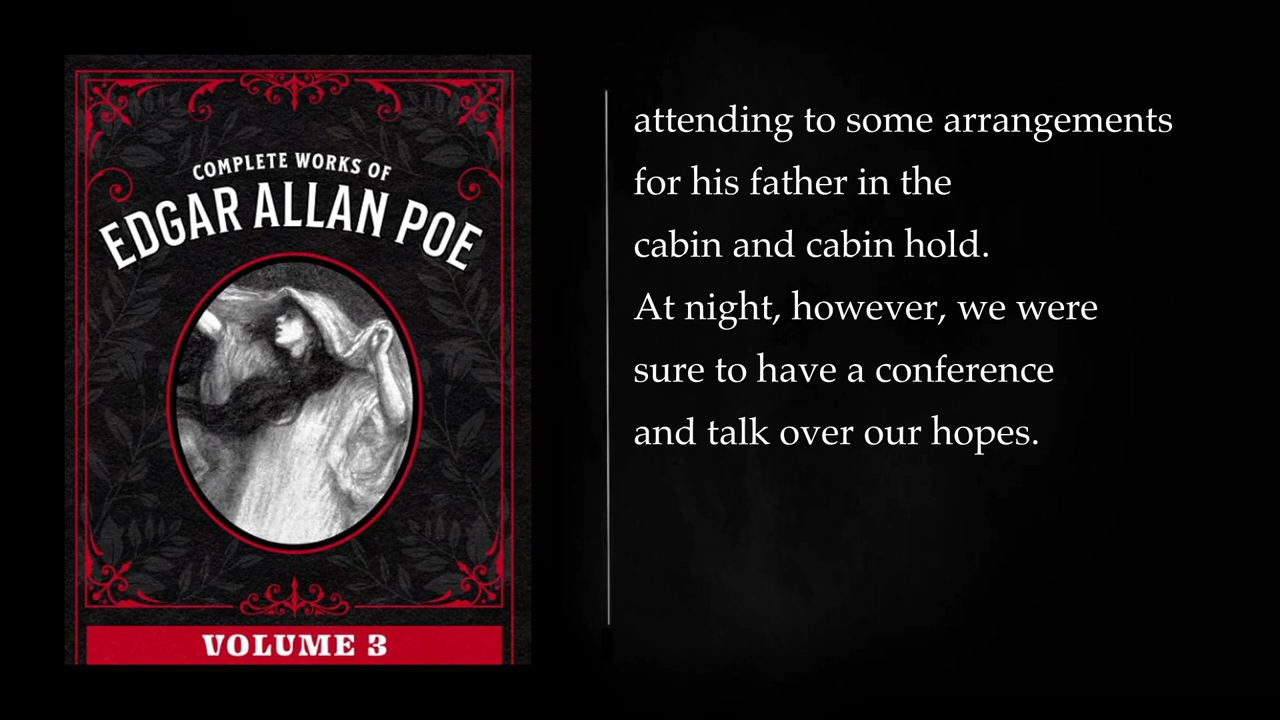 COMPLETE WORKS OF
EDGAR ALLAN POE
VOLUME 3
attending to some arrangements
for his father in the
cabin and cabin hold.
At night, however, we were
sure to have a conference
and talk over our hopes.